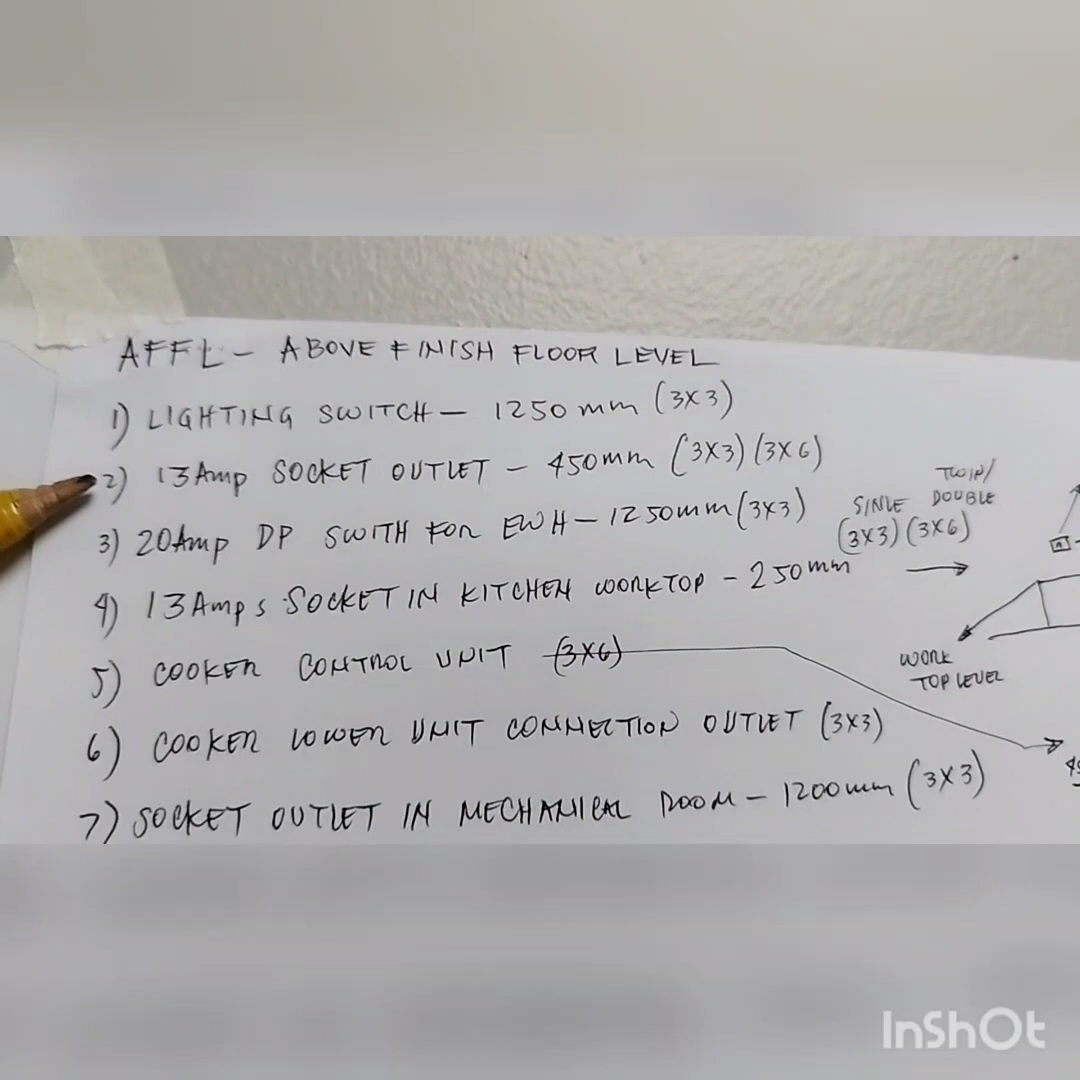 AFFL - ABOVE FINISH FLOOR LEVEL
1) LIGHTING SWITCH - 1250mm (3X3)
2) 13Amp SOCKET OUTLET - 450mm (3X3) (3X6)
3) 20Amp DP SWITH FOR EWH - 1250mm (3X3)
TWIN/
SINLE DOUBLE
(3X3) (3X6)
4) 13Amps SOCKET IN KITCHEN WORKTOP - 250mm
5) COOKER CONTROL UNIT (3X6)
WORK
TOP LEVEL
6) COOKER LOWER UNIT CONNECTION OUTLET (3X3)
7) SOCKET OUTLET IN MECHANICAL ROOM - 1200mm (3X3)
InShOt